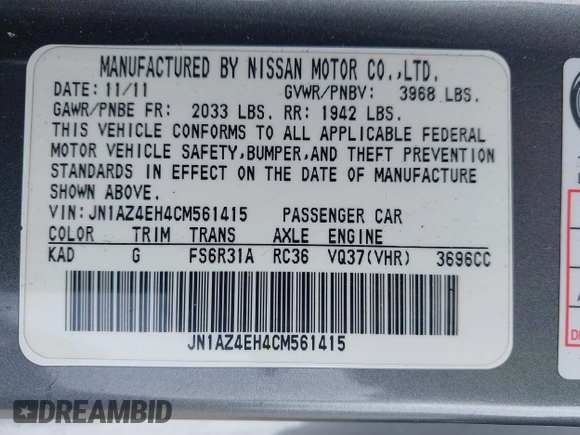 MANUFACTURED BY NISSAN MOTOR CO.,LTD.
DATE: 11/11 GVWR/PNBV: 3968 LBS.
GAWR/PNBE FR: 2033 LBS. RR: 1942 LBS.
THIS VEHICLE CONFORMS TO ALL APPLICABLE FEDERAL
MOTOR VEHICLE SAFETY,BUMPER,AND THEFT PREVENTION
STANDARDS IN EFFECT ON THE DATE OF MANUFACTURE
SHOWN ABOVE.
VIN:JN1AZ4EH4CM561415 PASSENGER CAR
COLOR TRIM TRANS AXLE ENGINE
KAD G FS6R31A RC36 VQ37(VHR) 3696CC
JN1AZ4EH4CM561415
DREAMBID